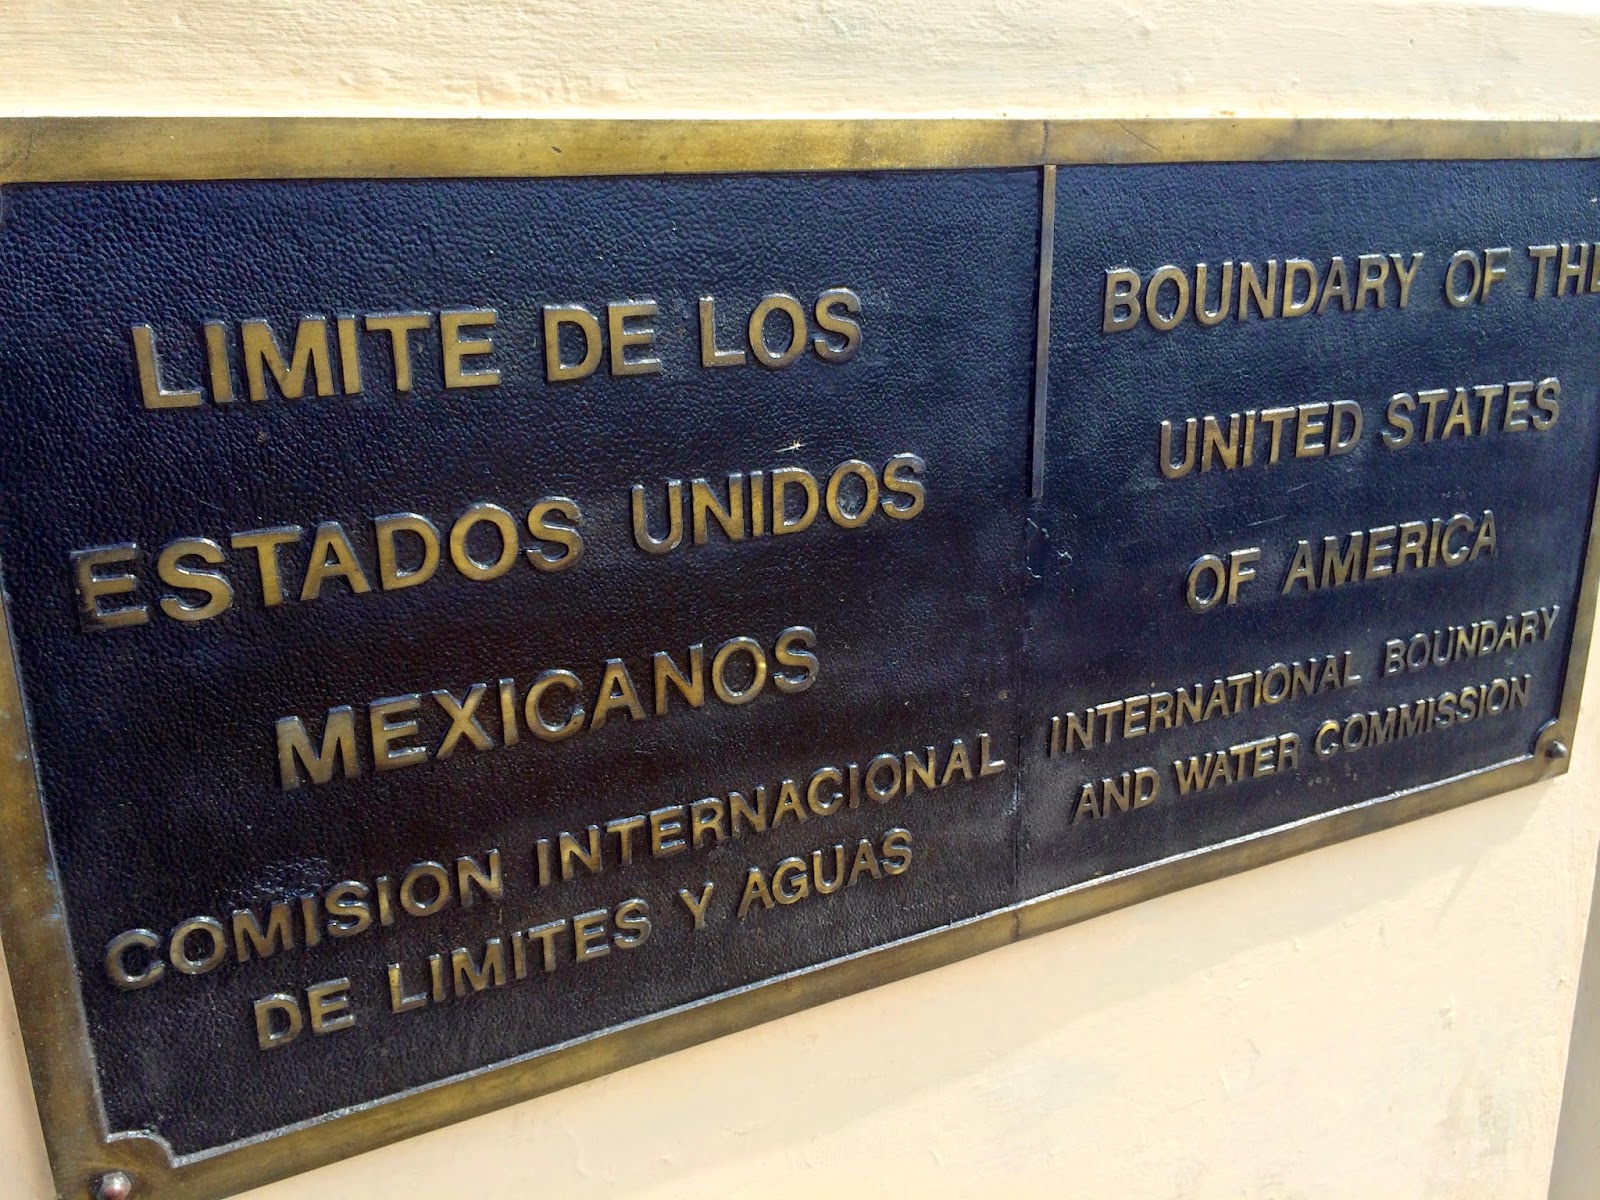 LIMITE DE LOS
ESTADOS UNIDOS
MEXICANOS
COMISION INTERNACIONAL
DE LIMITES Y AGUAS
BOUNDARY OF THE
UNITED STATES
OF AMERICA
INTERNATIONAL BOUNDARY
AND WATER COMMISSION